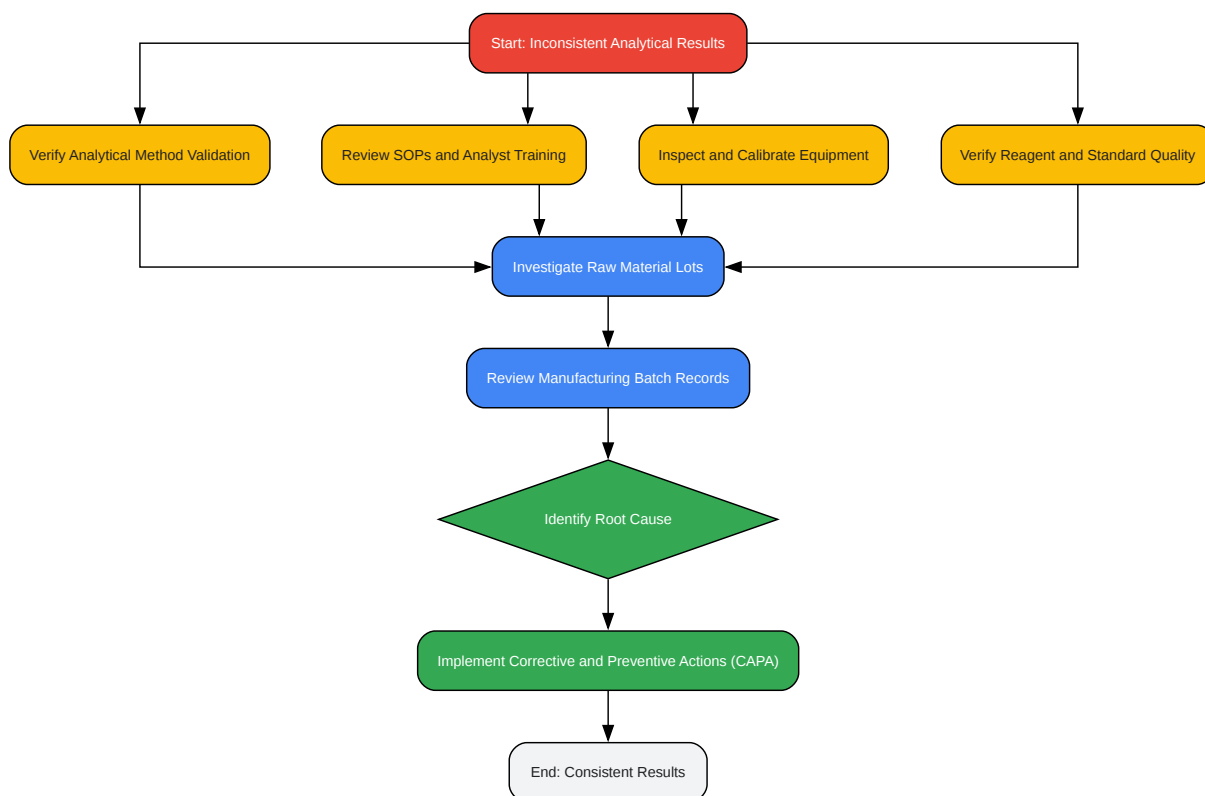 Start: Inconsistent Analytical Results
Verify Analytical Method Validation
Review SOPs and Analyst Training
Inspect and Calibrate Equipment
Verify Reagent and Standard Quality
Investigate Raw Material Lots
Review Manufacturing Batch Records
Identify Root Cause
Implement Corrective and Preventive Actions (CAPA)
End: Consistent Results